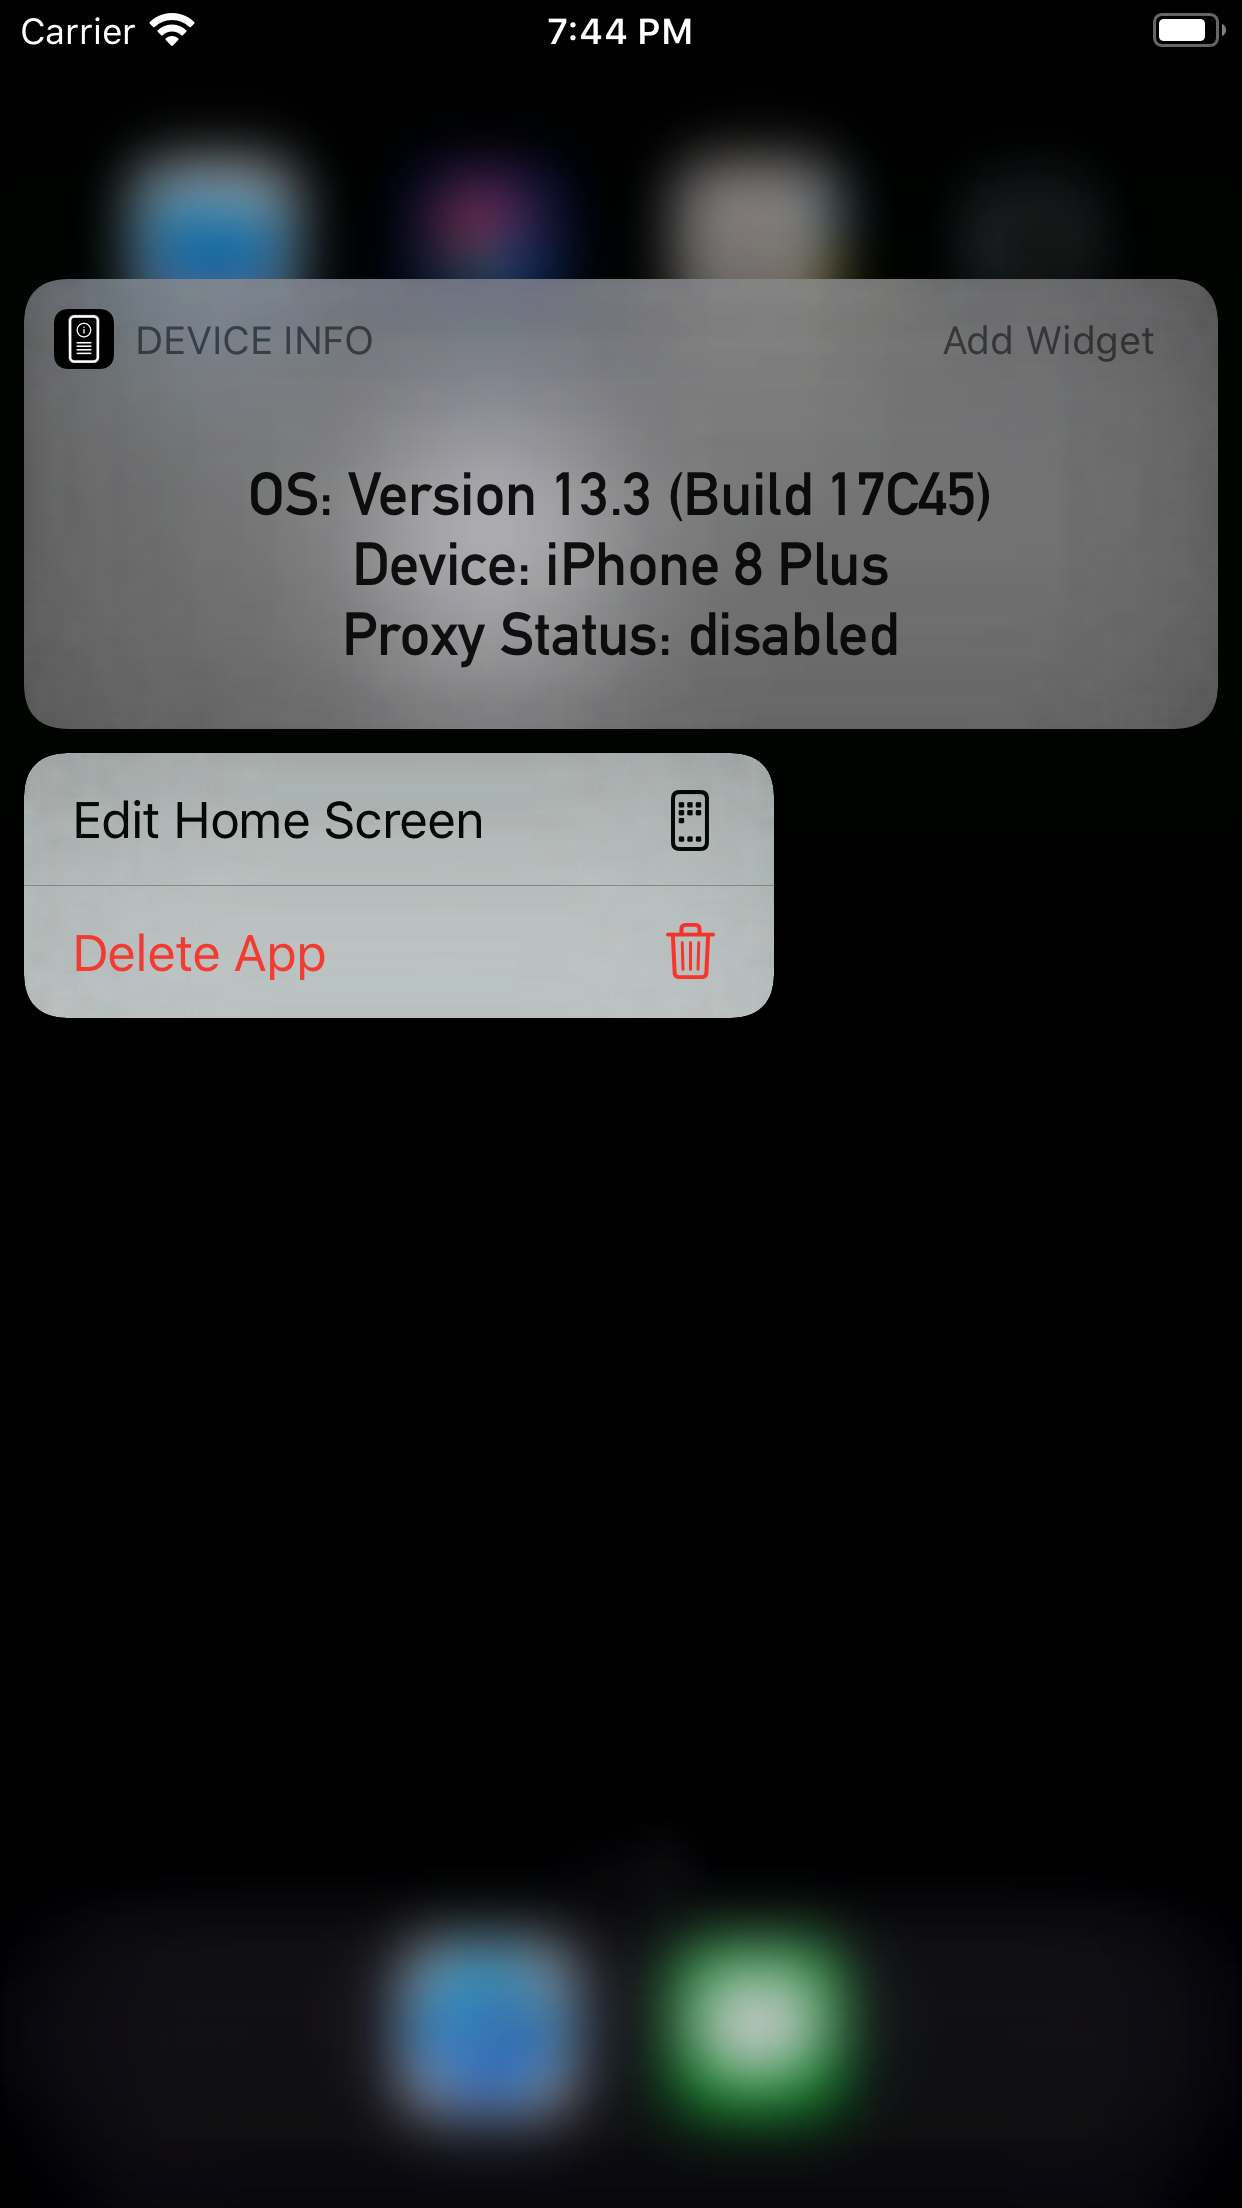 Carrier 7:44 PM
DEVICE INFO Add Widget
OS: Version 13.3 (Build 17C45)
Device: iPhone 8 Plus
Proxy Status: disabled
Edit Home Screen
Delete App